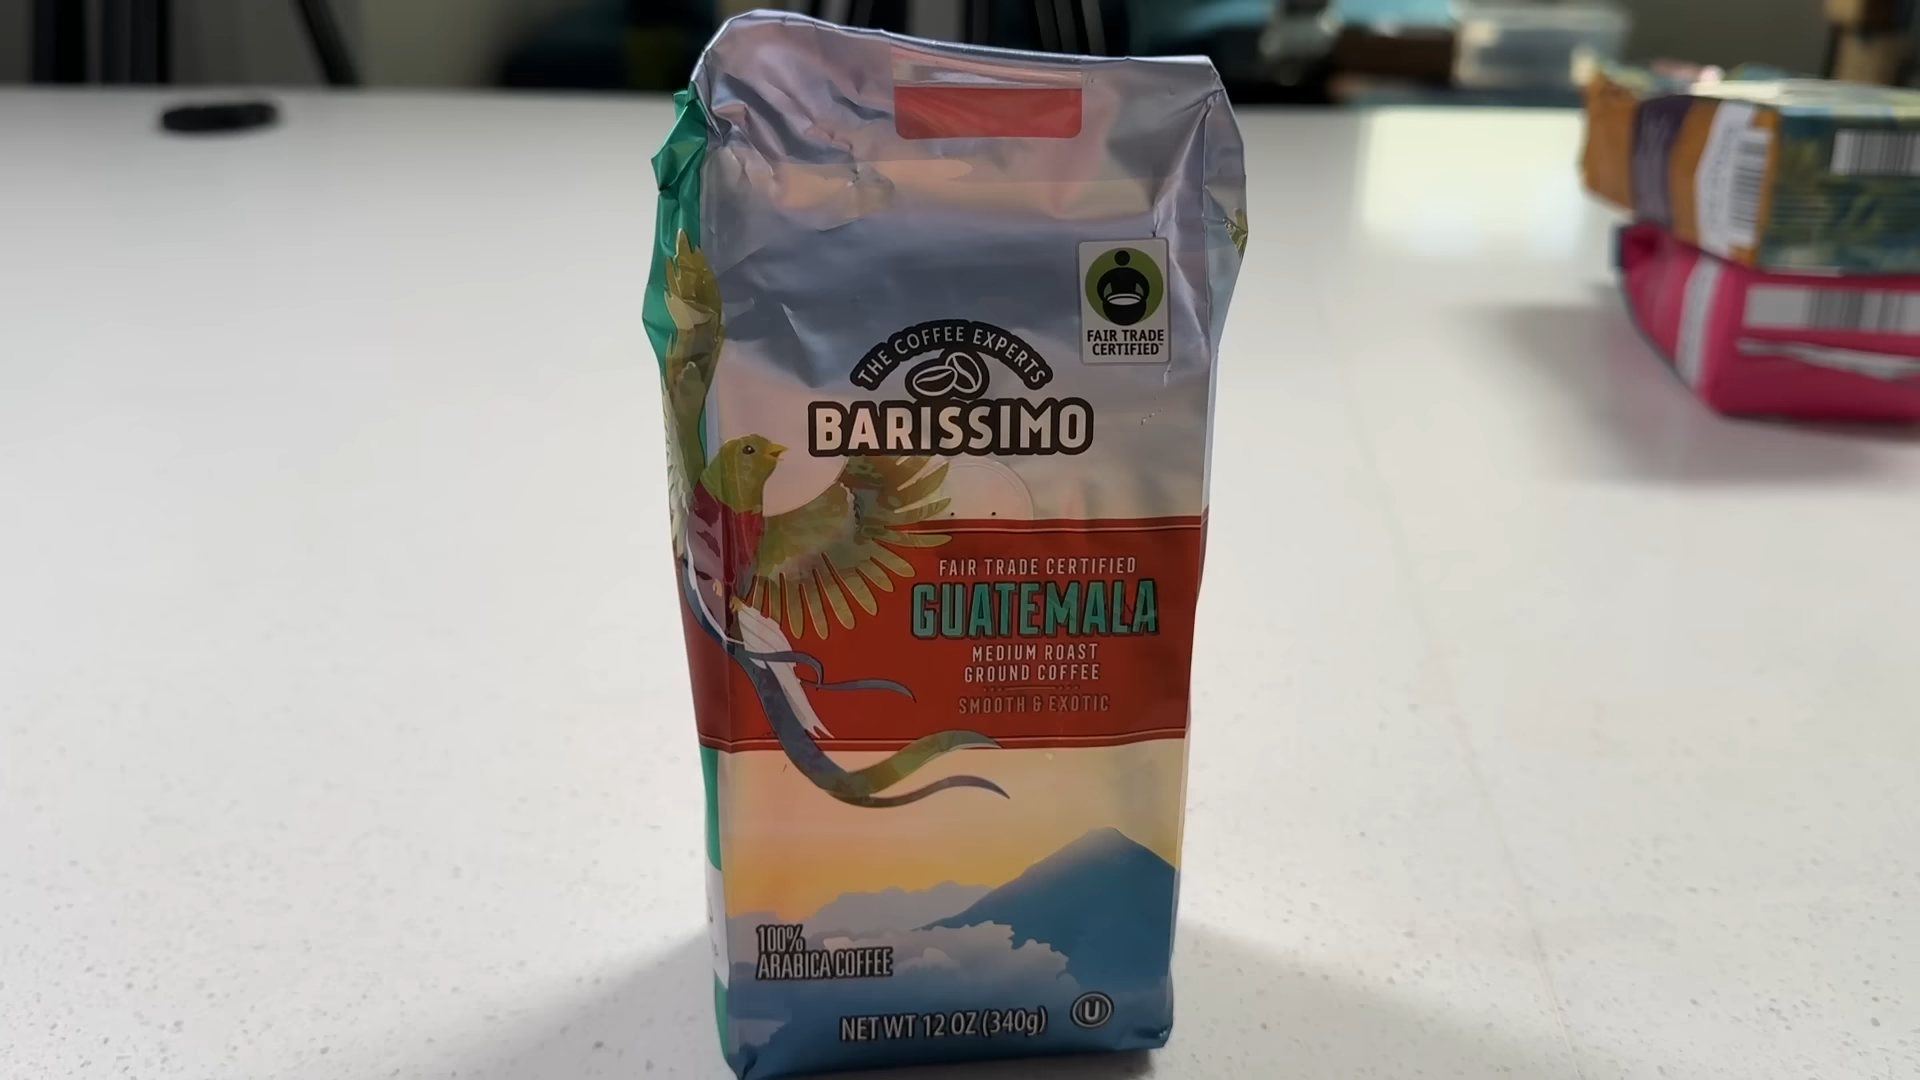 FAIR TRADE
CERTIFIED™
THE COFFEE EXPERTS
BARISSIMO
FAIR TRADE CERTIFIED
GUATEMALA
MEDIUM ROAST
GROUND COFFEE
SMOOTH & EXOTIC
100%
ARABICA COFFEE
NET WT 12 OZ (340g)
U